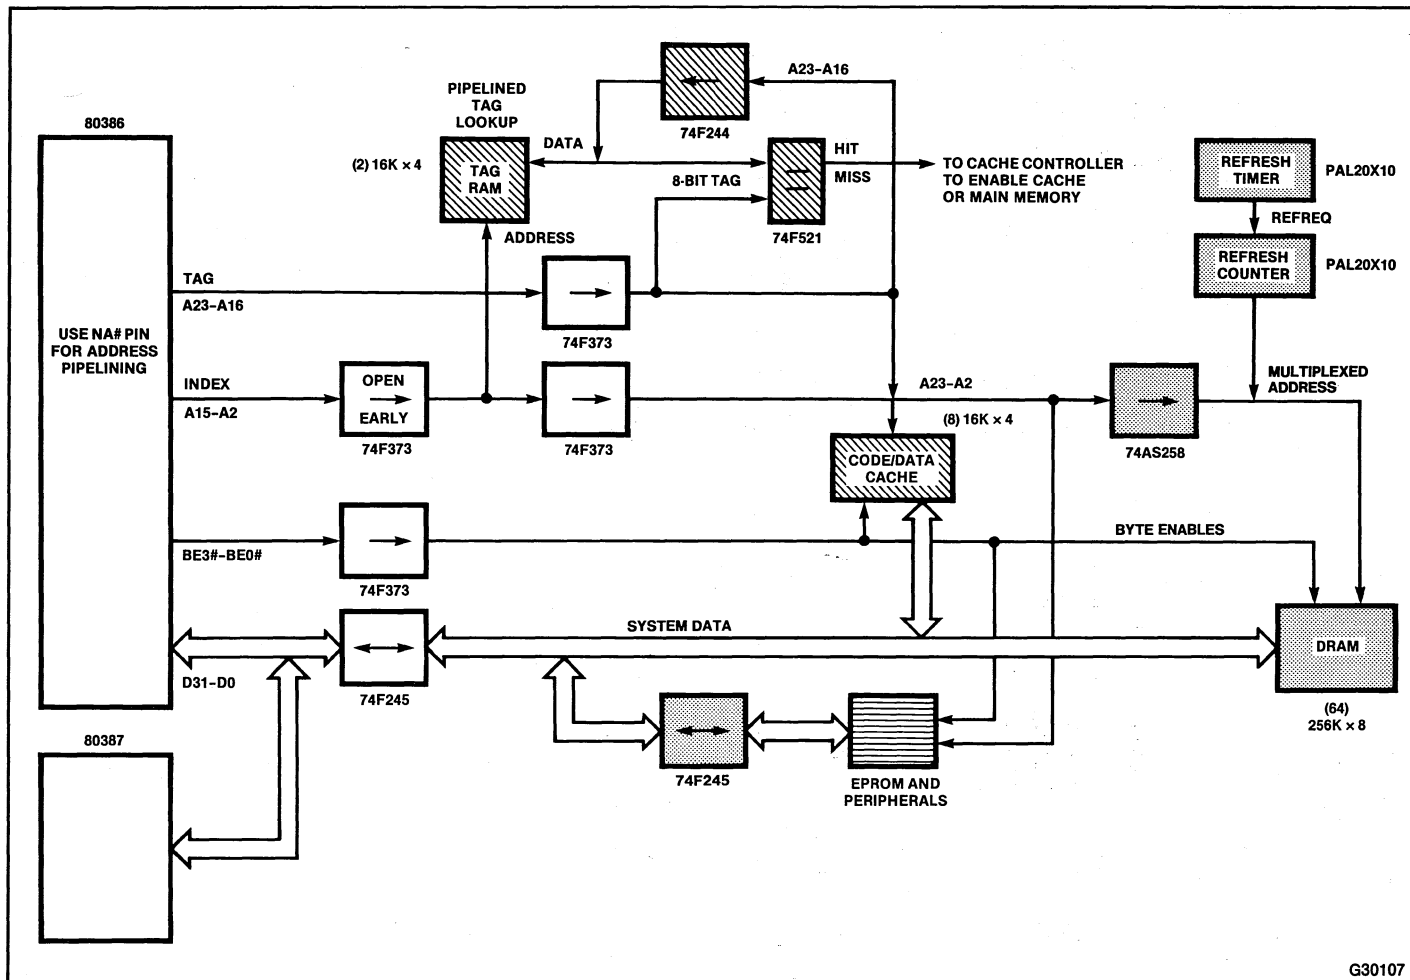 A23-A16
PIPELINED
TAG
LOOKUP
80386
74F244
DATA
HIT
(2) 16K × 4
TAG
RAM
MISS
TO CACHE CONTROLLER
TO ENABLE CACHE
OR MAIN MEMORY
8-BIT TAG
REFRESH
TIMER
PAL20X10
REFREQ
ADDRESS
74F521
REFRESH
COUNTER
PAL20X10
TAG
A23-A16
74F373
USE NA# PIN
FOR ADDRESS
PIPELINING
INDEX
A15-A2
OPEN
EARLY
74F373
74F373
A23-A2
(8) 16K × 4
MULTIPLEXED
ADDRESS
74AS258
CODE/DATA
CACHE
BE3#-BE0#
74F373
BYTE ENABLES
SYSTEM DATA
D31-D0
74F245
DRAM
(64)
256K × 8
80387
74F245
EPROM AND
PERIPHERALS
G30107